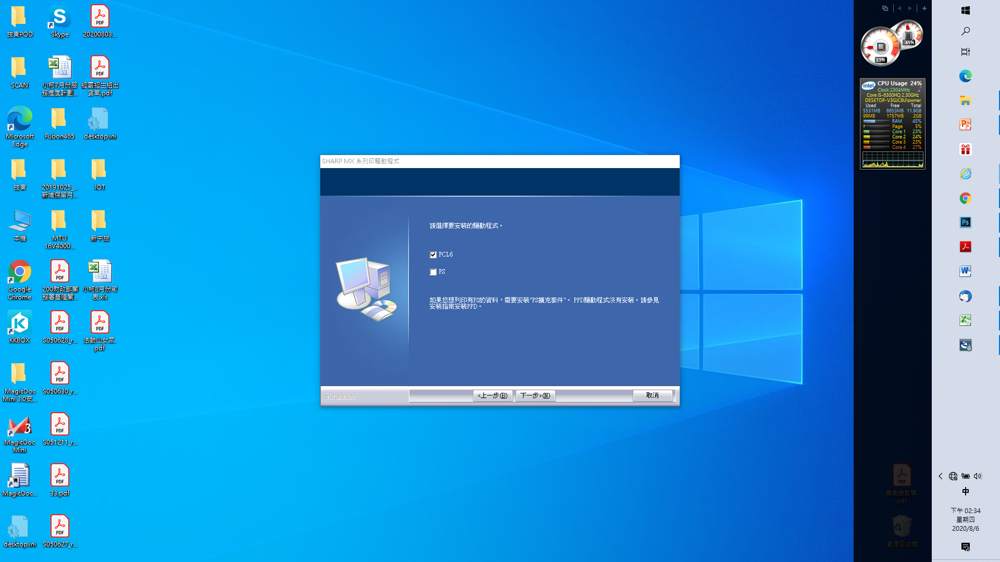 技東POD
Skype
20200803...
SCAN
小柯7月份服
務進度計劃...
經國招生組出
貨單.pdf
Microsoft
Edge
Fubon465
desktop.ini
技東
20191025_...
新增保留月...
IOT
本機
MTU
16V4000...
新中旅
Google
Chrome
200財政部關
務署基隆關...
小柯8月份旬
表.xls
KKBOX
S050628_r...
法鼓山女眾.
pdf
MagicDoc
Mini 3.0安...
S050630_r...
MagicDoc
Mini
S051211_r...
MagicDoc...
33.pdf
desktop.ini
S050627_r...
SHARP MX 系列印驅動程式
請選擇要安裝的驅動程式。
PCL6
PS
如果您想列印有PS的資料，需要安裝"PS擴充套件"。 PPD驅動程式沒有安裝。請參見
安裝指南安裝PPD。
InstallShield
<上一步(B)
下一步>(N)
取消
45%
13%
intel
CPU Usage 24%
Clock:2304MHz
Core i5-6300HQ 2.30GHz
DESKTOP-V3GJC8U\owner
Used Free Total
5531MB 6653MB 11.9GB
99MB 1757MB 2GB
RAM 45%
Page 5%
Core 1 23%
Core 2 24%
Core 3 23%
Core 4 27%
pdf
資源回收筒
中
下午 02:34
星期四
2020/8/6